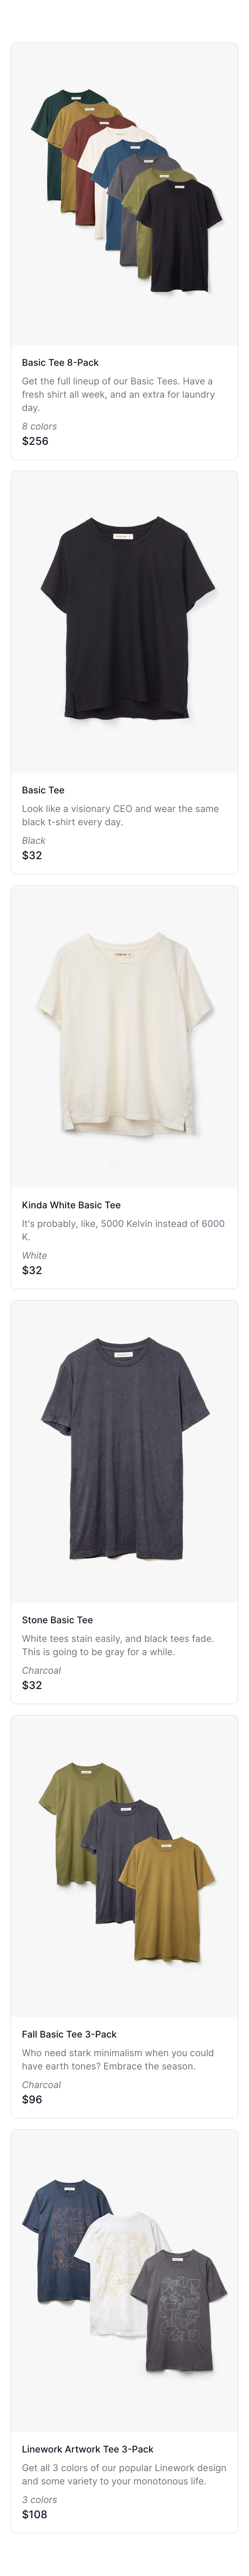 Basic Tee 8-Pack
Get the full lineup of our Basic Tees. Have a
fresh shirt all week, and an extra for laundry
day.
8 colors
$256
Basic Tee
Look like a visionary CEO and wear the same
black t-shirt every day.
Black
$32
Kinda White Basic Tee
It's probably, like, 5000 Kelvin instead of 6000
K.
White
$32
Stone Basic Tee
White tees stain easily, and black tees fade.
This is going to be gray for a while.
Charcoal
$32
Fall Basic Tee 3-Pack
Who need stark minimalism when you could
have earth tones? Embrace the season.
Charcoal
$96
Linework Artwork Tee 3-Pack
Get all 3 colors of our popular Linework design
and some variety to your monotonous life.
3 colors
$108